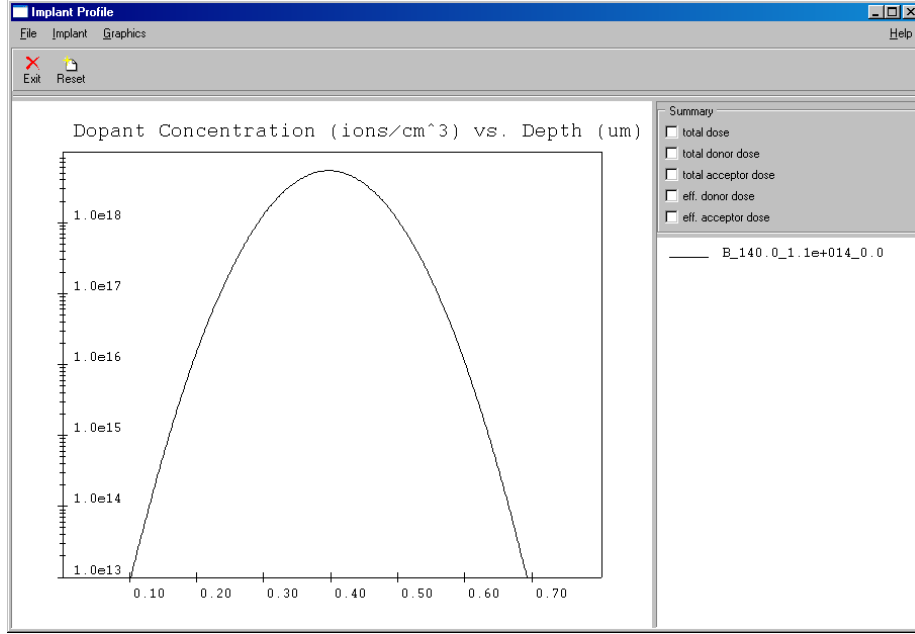 Implant Profile
File Implant Graphics Help
Exit Reset
Dopant Concentration (ions/cm^3) vs. Depth (um)
1.0e18
1.0e17
1.0e16
1.0e15
1.0e14
1.0e13
0.10 0.20 0.30 0.40 0.50 0.60 0.70
Summary
total dose
total donor dose
total acceptor dose
eff. donor dose
eff. acceptor dose
B_140.0_1.1e+014_0.0